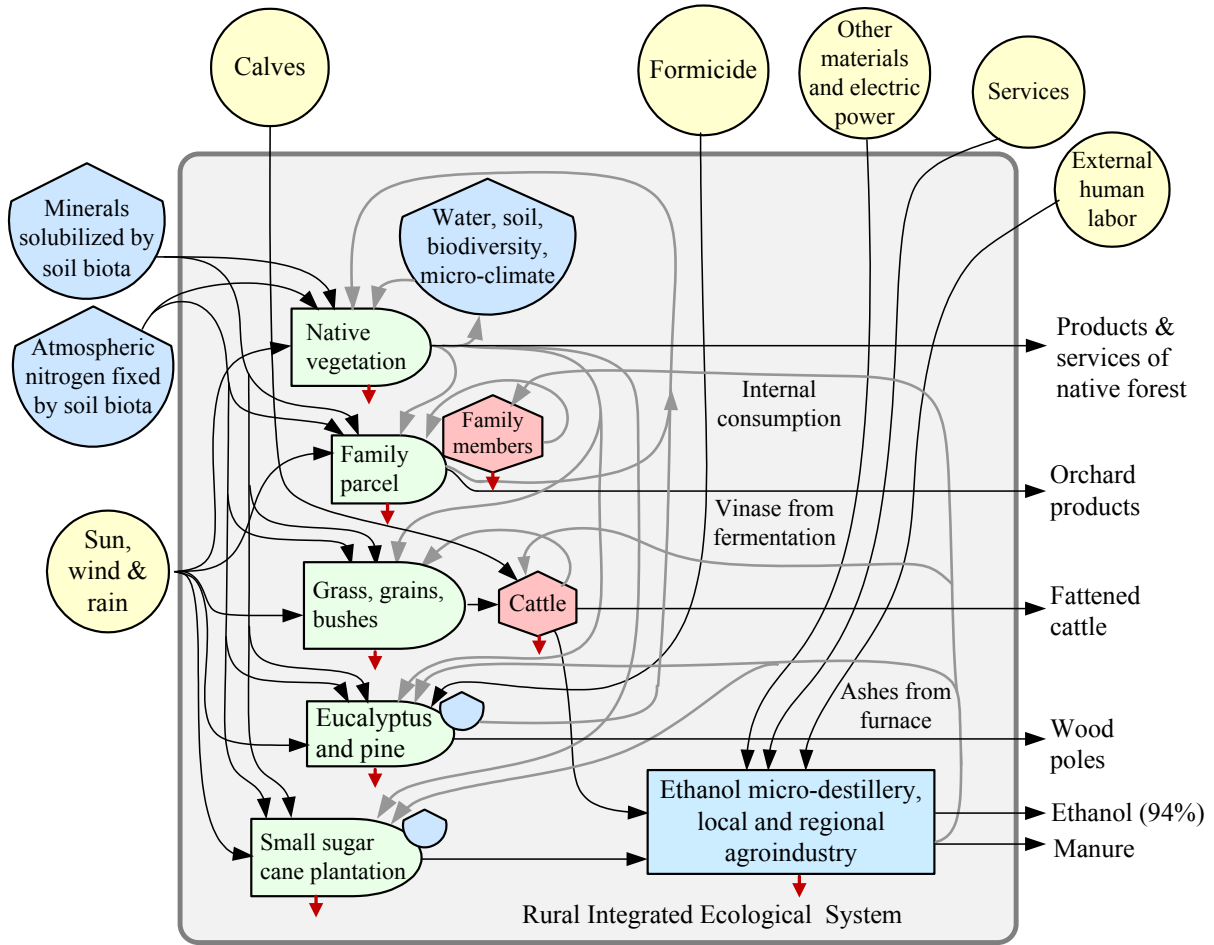 Calves
Formicide
Other
materials
and electric
power
Services
External
human
labor
Minerals
solubilized by
soil biota
Water, soil,
biodiversity,
micro-climate
Atmospheric
nitrogen fixed
by soil biota
Native
vegetation
Products &
services of
native forest
Internal
consumption
Family
members
Family
parcel
Orchard
products
Vinase from
fermentation
Sun,
wind &
rain
Grass, grains,
bushes
Cattle
Fattened
cattle
Ashes from
furnace
Eucalyptus
and pine
Wood
poles
Ethanol micro-destillery,
local and regional
agroindustry
Ethanol (94%)
Manure
Small sugar
cane plantation
Rural Integrated Ecological System